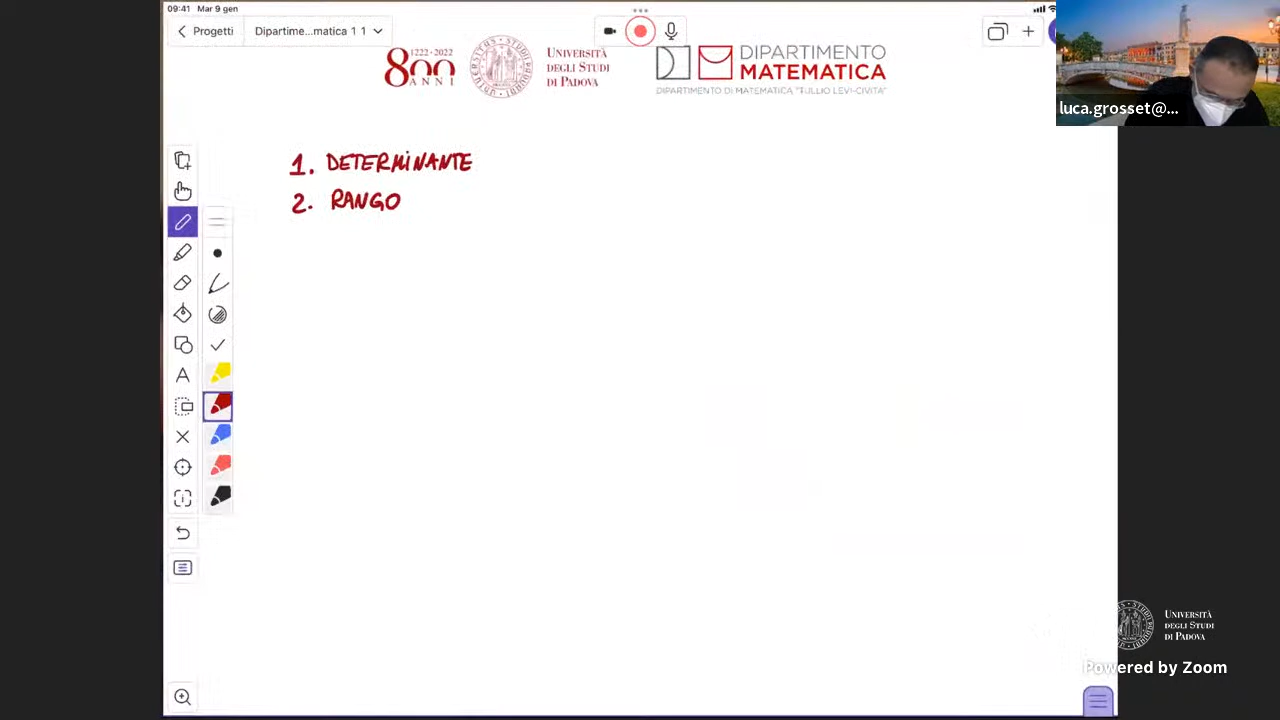 09:41 Mar 9 gen
Progetti
Dipartime...matica 1 1
1222·2022
800
ANNI
UNIVERSITÀ
DEGLI STUDI
DI PADOVA
DIPARTIMENTO
MATEMATICA
DIPARTIMENTO DI MATEMATICA "TULLIO LEVI-CIVITA"
luca.grosset@...
1. DETERMINANTE
2. RANGO
A
UNIVERSITÀ
DEGLI STUDI
DI PADOVA
Powered by Zoom